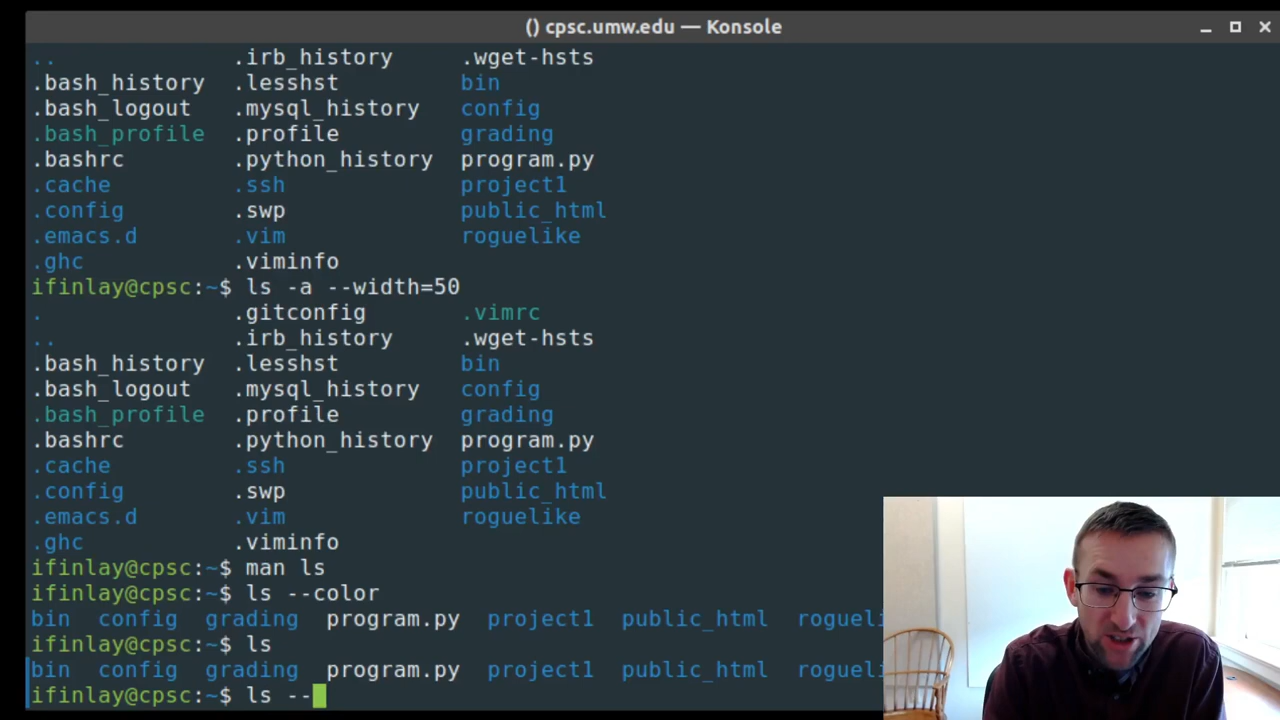 () cpsc.umw.edu — Konsole
.. .irb_history .wget-hsts
.bash_history .lesshst bin
.bash_logout .mysql_history config
.bash_profile .profile grading
.bashrc .python_history program.py
.cache .ssh project1
.config .swp public_html
.emacs.d .vim roguelike
.ghc .viminfo
ifinlay@cpsc:~$ ls -a --width=50
. .gitconfig .vimrc
.. .irb_history .wget-hsts
.bash_history .lesshst bin
.bash_logout .mysql_history config
.bash_profile .profile grading
.bashrc .python_history program.py
.cache .ssh project1
.config .swp public_html
.emacs.d .vim roguelike
.ghc .viminfo
ifinlay@cpsc:~$ man ls
ifinlay@cpsc:~$ ls --color
bin config grading program.py project1 public_html rogueli
ifinlay@cpsc:~$ ls
bin config grading program.py project1 public_html rogueli
ifinlay@cpsc:~$ ls --